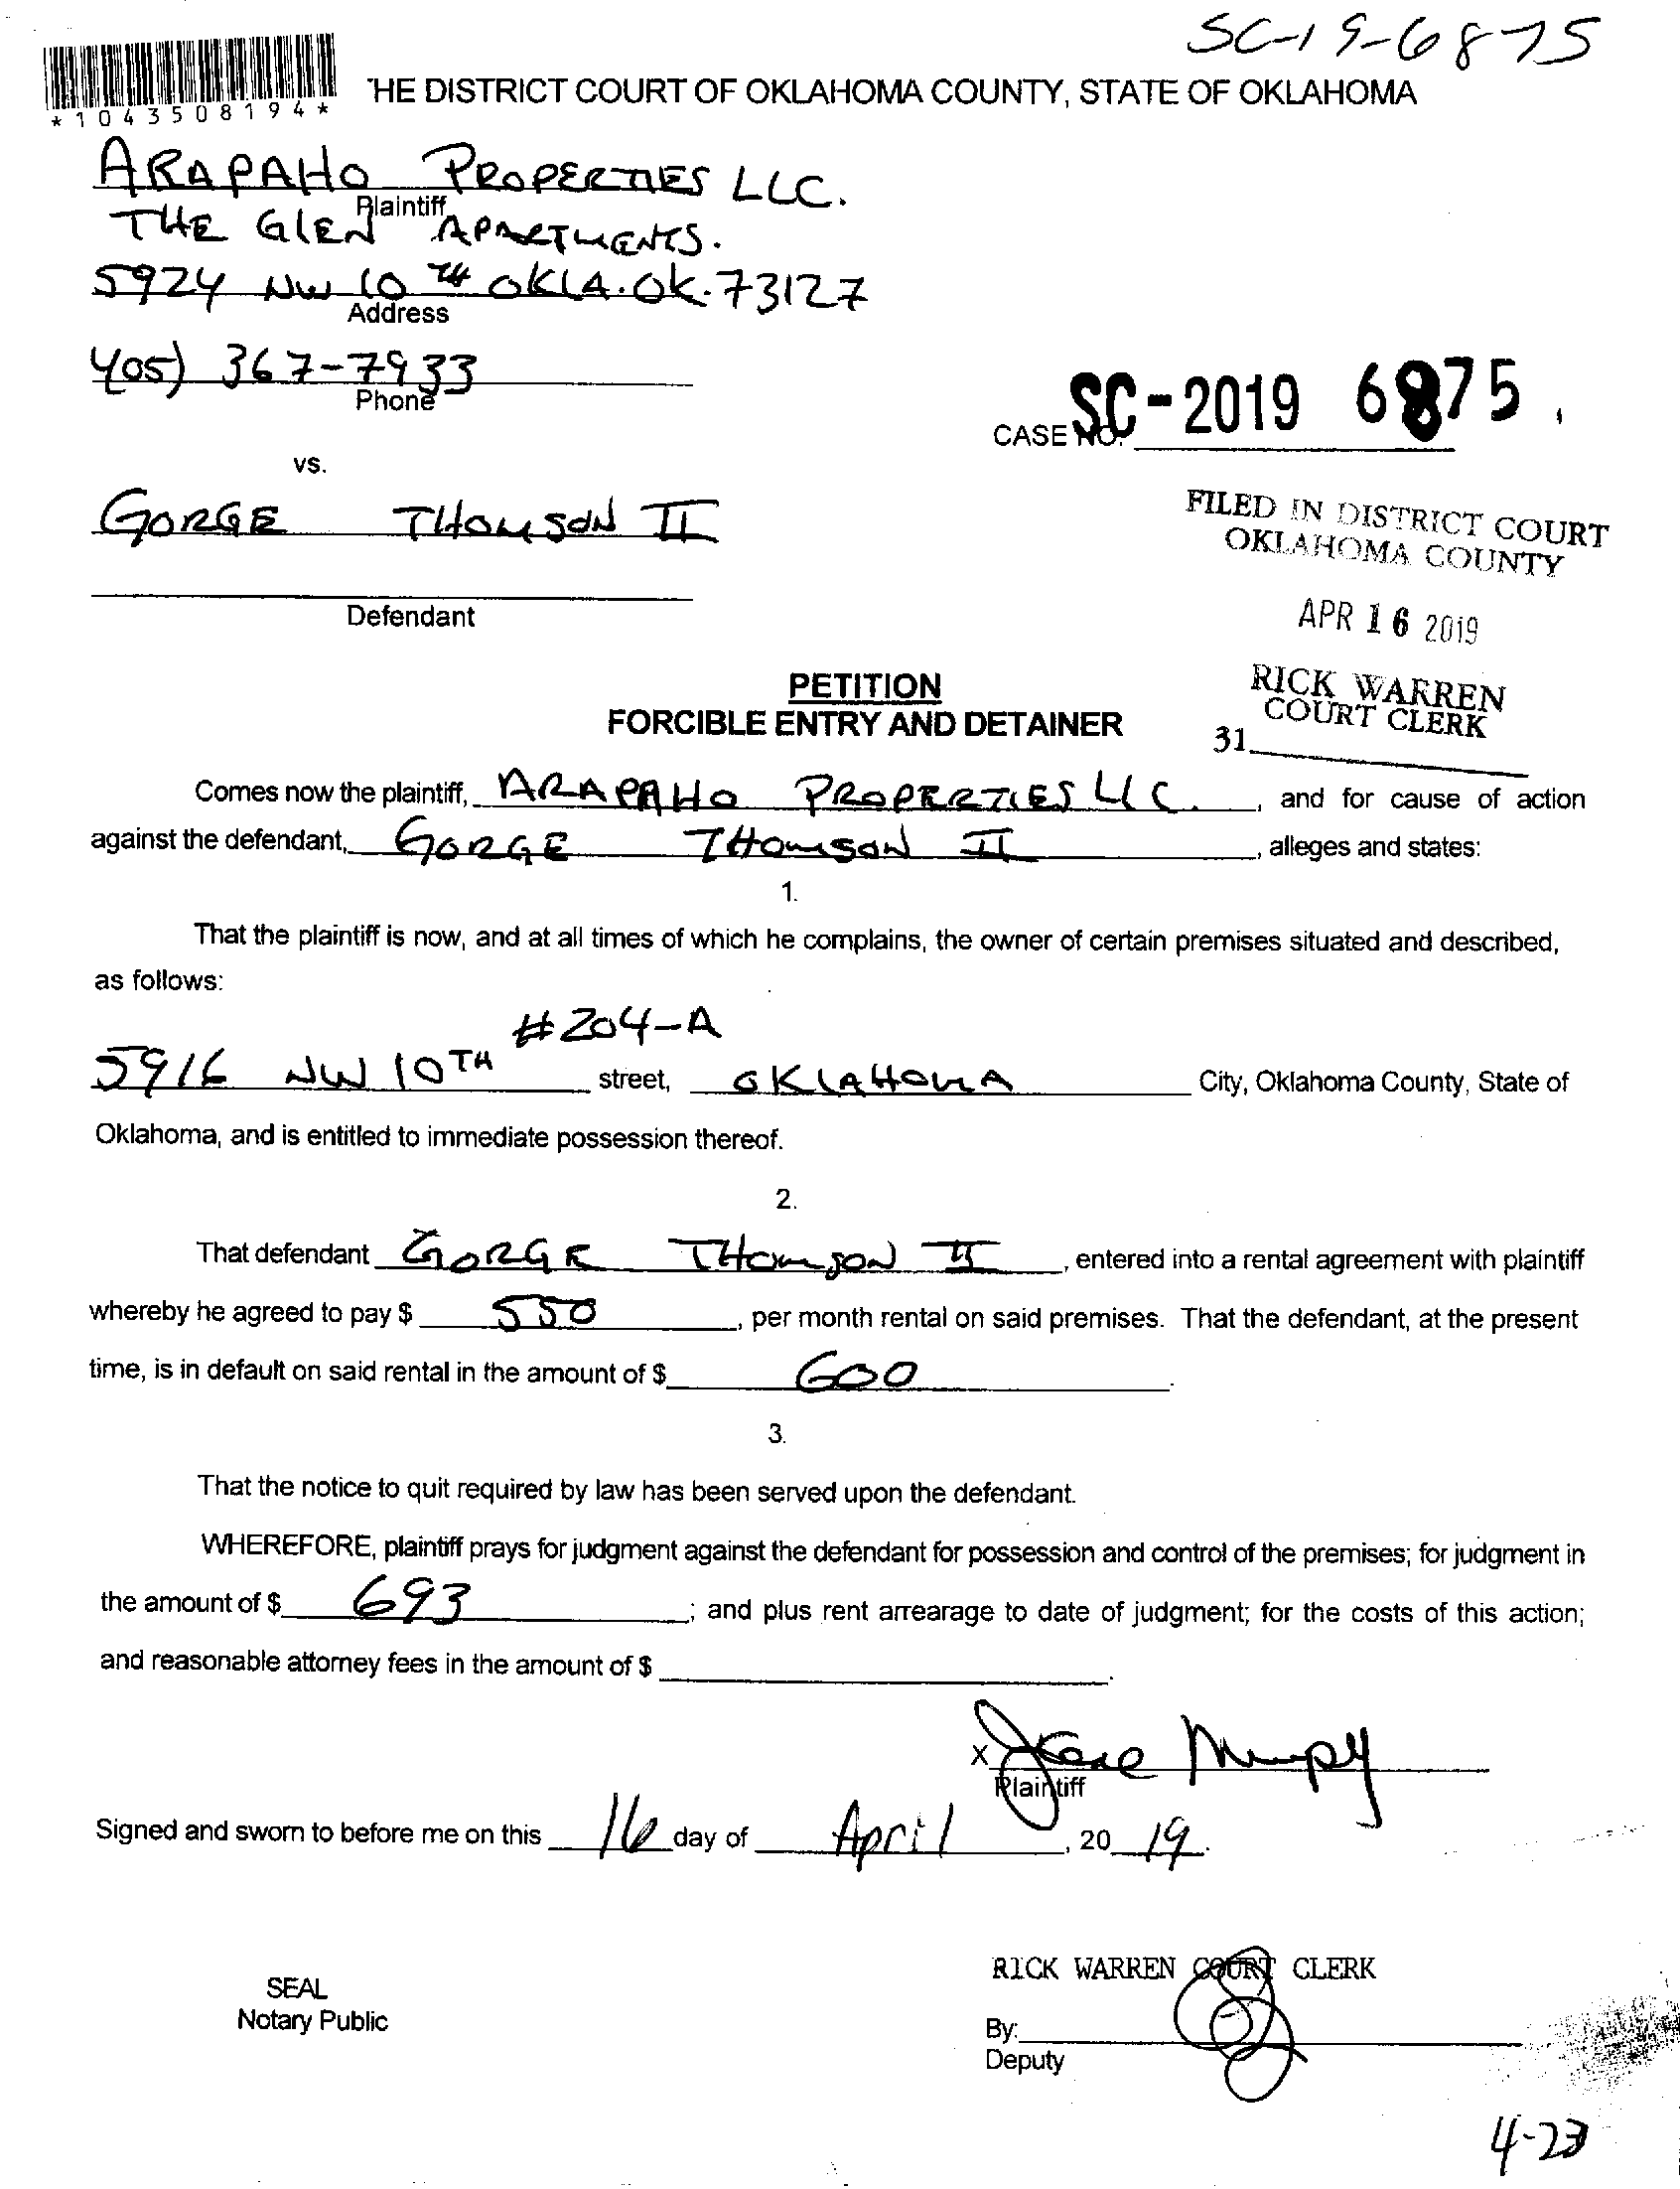 SC-19-6875
*1043508194*
'HE DISTRICT COURT OF OKLAHOMA COUNTY, STATE OF OKLAHOMA
ARAPAHO PROPERTIES LLC.
Plaintiff
THE GLEN APARTMENTS.
5924 NW 10TH OKLA.OK.73127
Address
405) 367-7933
Phone
CASE NO. SC-2019 6875
vs.
GORGE THOMSON II
Defendant
FILED IN DISTRICT COURT
OKLAHOMA COUNTY
APR 16 2019
RICK WARREN
COURT CLERK
31
PETITION
FORCIBLE ENTRY AND DETAINER
Comes now the plaintiff, ARAPAHO PROPERTIES LLC. , and for cause of action
against the defendant, GORGE THOMSON II , alleges and states:
1.
That the plaintiff is now, and at all times of which he complains, the owner of certain premises situated and described,
as follows:
#204-A
5916 NW 10TH street, OKLAHOMA City, Oklahoma County, State of
Oklahoma, and is entitled to immediate possession thereof.
2.
That defendant GORGE THOMSON II , entered into a rental agreement with plaintiff
whereby he agreed to pay $ 550 , per month rental on said premises. That the defendant, at the present
time, is in default on said rental in the amount of $ 600 .
3.
That the notice to quit required by law has been served upon the defendant.
WHEREFORE, plaintiff prays for judgment against the defendant for possession and control of the premises; for judgment in
the amount of $ 693 ; and plus rent arrearage to date of judgment; for the costs of this action;
and reasonable attorney fees in the amount of $ .
X
Plaintiff
Signed and sworn to before me on this 16 day of April , 20 19.
RICK WARREN COURT CLERK
SEAL
Notary Public
By:
Deputy
4-23